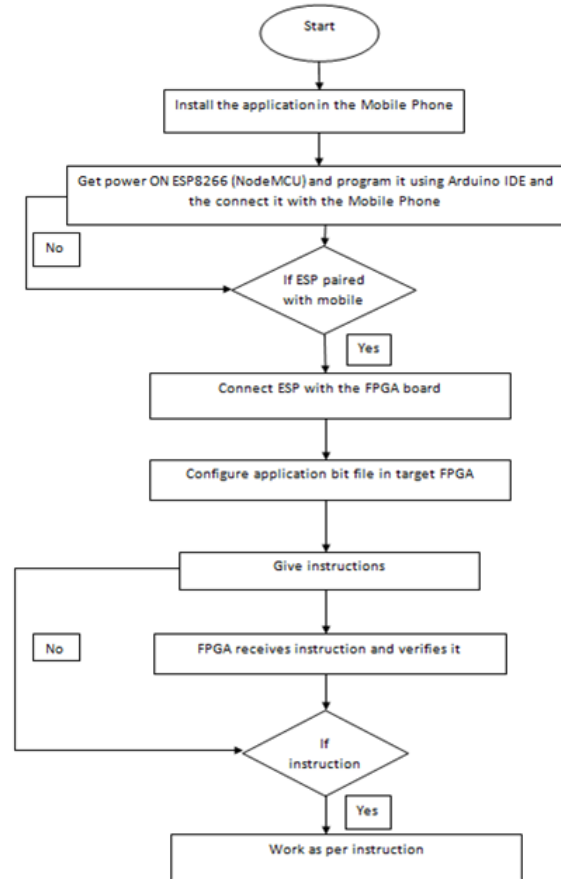 Start
Install the application in the Mobile Phone
Get power ON ESP8266 (NodeMCU) and program it using Arduino IDE and
the connect it with the Mobile Phone
No
If ESP paired
with mobile
Yes
Connect ESP with the FPGA board
Configure application bit file in target FPGA
Give instructions
No
FPGA receives instruction and verifies it
If
instruction
Yes
Work as per instruction